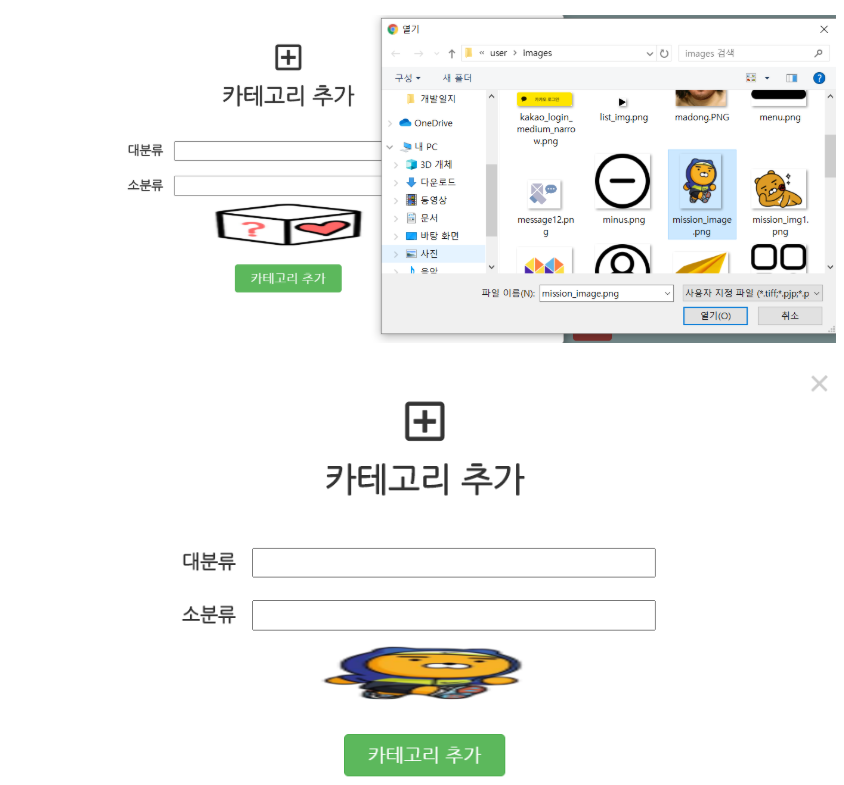 열기
카테고리 추가
대분류
소분류
카테고리 추가
« user > Images
images 검색
구성
새 폴더
개발일지
OneDrive
내 PC
3D 개체
다운로드
동영상
문서
바탕 화면
사진
음악
kakao_login_
medium_narro
w.png
list_img.png
madong.PNG
menu.png
message12.pn
g
minus.png
mission_image
.png
mission_img1.
png
파일 이름(N):
mission_image.png
사용자 지정 파일 (*.tiff;*.pjp;*.p
열기(O)
취소
카테고리 추가
대분류
소분류
카테고리 추가